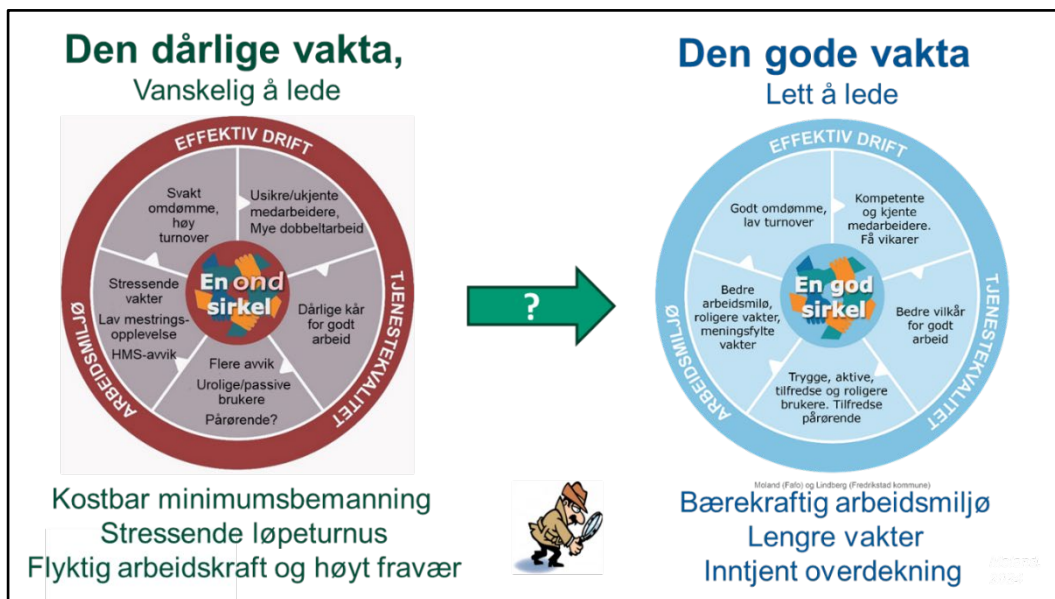 Den dårlige vakta,
Vanskelig å lede
EFFEKTIV DRIFT
TJENESTEKVALITET
ARBEIDSMILJØ
Svakt
omdømme,
høy
turnover
Usikre/ukjente
medarbeidere,
Mye dobbeltarbeid
Dårlige kår
for godt
arbeid
Flere avvik
Urolige/passive
brukere
Pårørende?
Stressende
vakter
Lav mestrings-
opplevelse
HMS-avvik
En ond
sirkel
Kostbar minimumsbemanning
Stressende løpeturnus
Flyktig arbeidskraft og høyt fravær
?
Den gode vakta
Lett å lede
EFFEKTIV DRIFT
TJENESTEKVALITET
ARBEIDSMILJØ
Godt omdømme,
lav turnover
Kompetente
og kjente
medarbeidere.
Få vikarer
Bedre vilkår
for godt
arbeid
Trygge, aktive,
tilfredse og roligere
brukere. Tilfredse
pårørende
Bedre
arbeidsmilø,
roligere vakter,
meningsfylte
vakter
En god
sirkel
Moland (Fafo) og Lindberg (Fredrikstad kommune)
Bærekraftig arbeidsmiljø
Lengre vakter
Inntjent overdekning